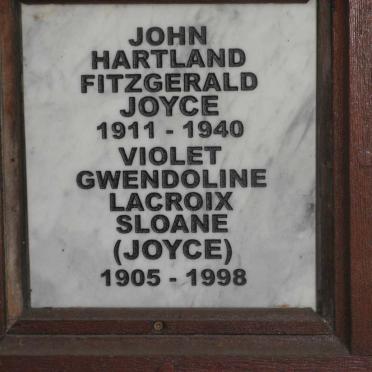 JOHN
HARTLAND
FITZGERALD
JOYCE
1911 - 1940
VIOLET
GWENDOLINE
LACROIX
SLOANE
(JOYCE)
1905 - 1998